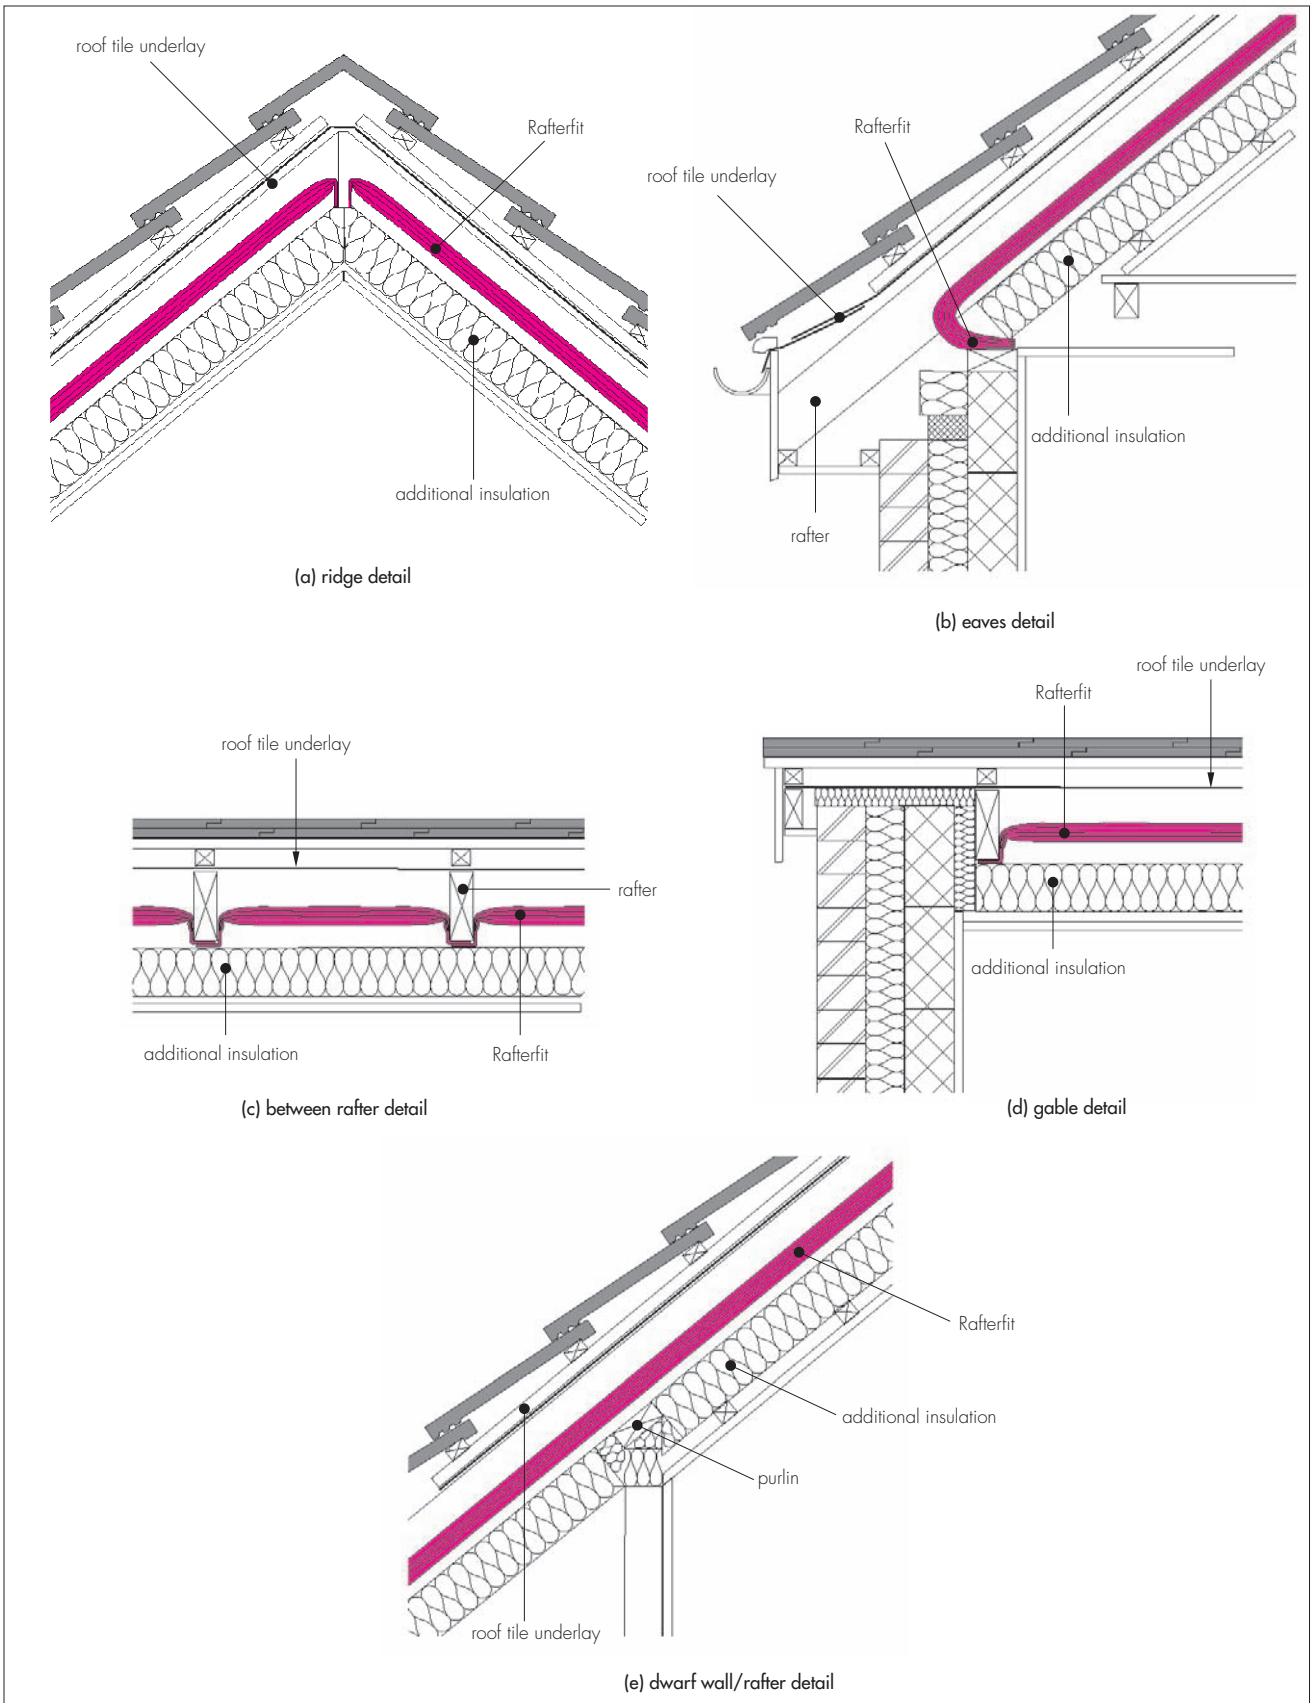 roof tile underlay
Rafterfit
additional insulation
(a) ridge detail
Rafterfit
roof tile underlay
additional insulation
rafter
(b) eaves detail
roof tile underlay
rafter
additional insulation
Rafterfit
(c) between rafter detail
roof tile underlay
Rafterfit
additional insulation
(d) gable detail
Rafterfit
additional insulation
purlin
roof tile underlay
(e) dwarf wall/rafter detail